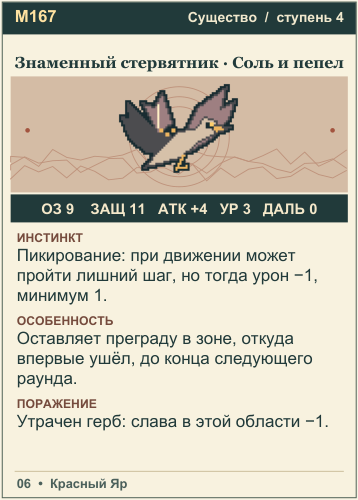 М167
Существо / ступень 4
Знаменный стервятник · Соль и пепел
ОЗ 9 ЗАЩ 11 АТК +4 УР 3 ДАЛЬ 0
ИНСТИНКТ
Пикирование: при движении может
пройти лишний шаг, но тогда урон −1,
минимум 1.
ОСОБЕННОСТЬ
Оставляет преграду в зоне, откуда
впервые ушёл, до конца следующего
раунда.
ПОРАЖЕНИЕ
Утрачен герб: слава в этой области −1.
06 • Красный Яр